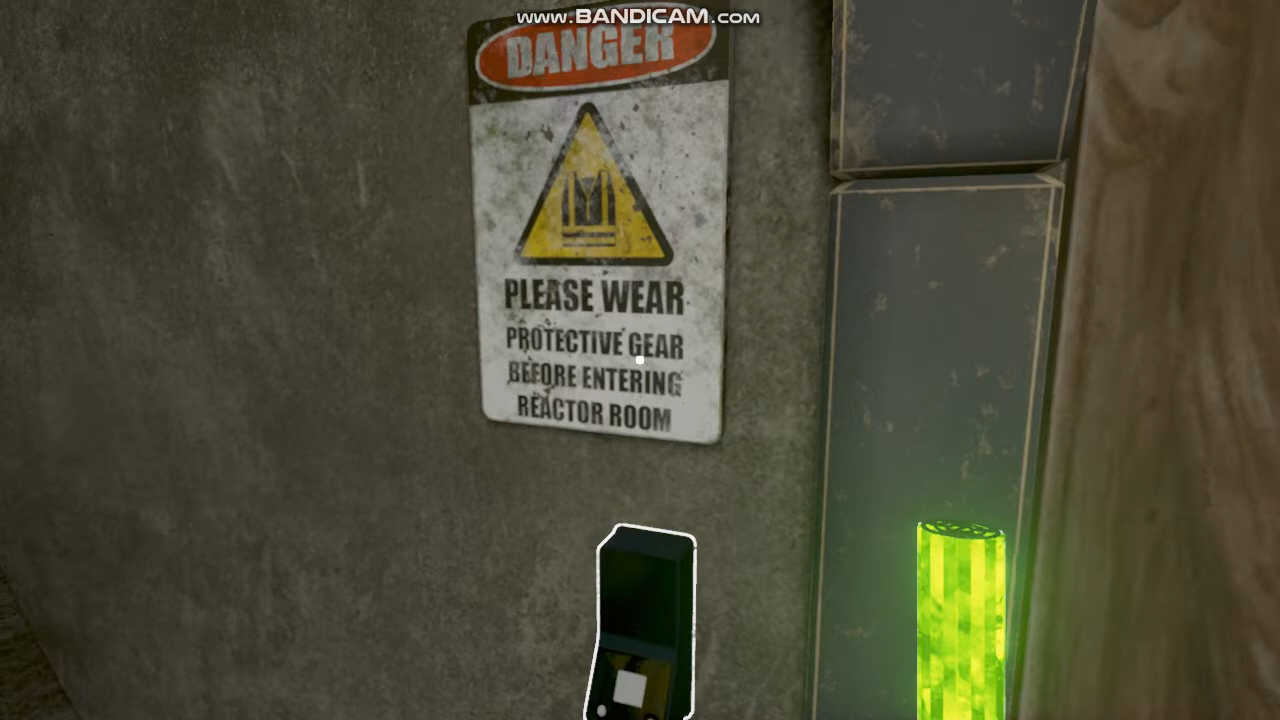 www.BANDICAM.com
DANGER
PLEASE WEAR
PROTECTIVE GEAR
BEFORE ENTERING
REACTOR ROOM